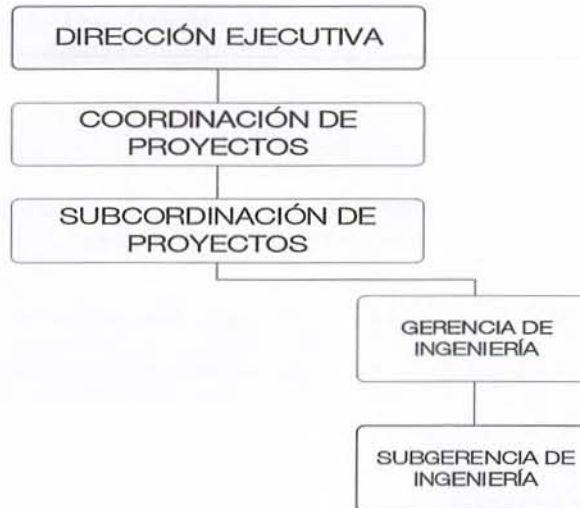 DIRECCIÓN EJECUTIVA
COORDINACIÓN DE
PROYECTOS
SUBCORDINACIÓN DE
PROYECTOS
GERENCIA DE
INGENIERÍA
SUBGERENCIA DE
INGENIERÍA